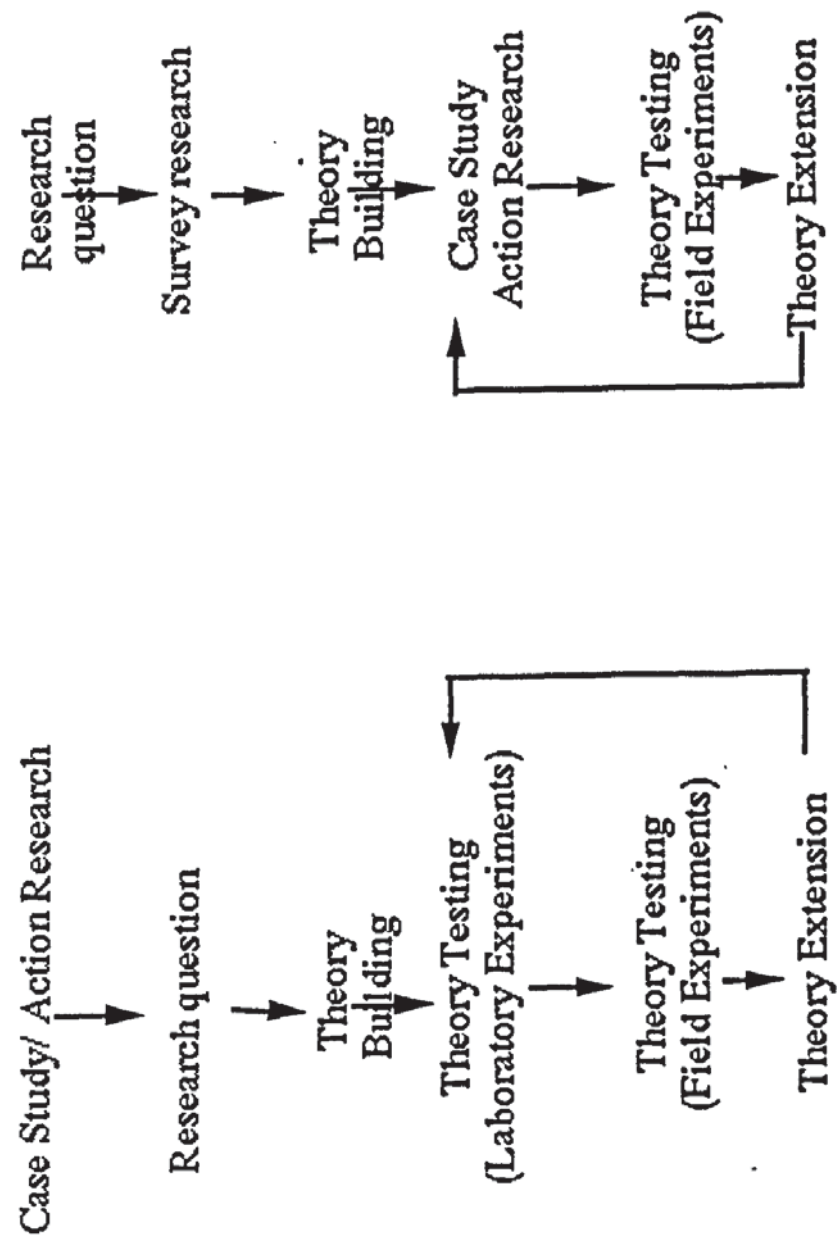 Case Study/ Action Research
Research question
Theory
Building
Theory Testing
(Laboratory Experiments)
Theory Testing
(Field Experiments)
Theory Extension
Research
question
Survey research
Theory
Building
Case Study
Action Research
Theory Testing
(Field Experiments)
Theory Extension